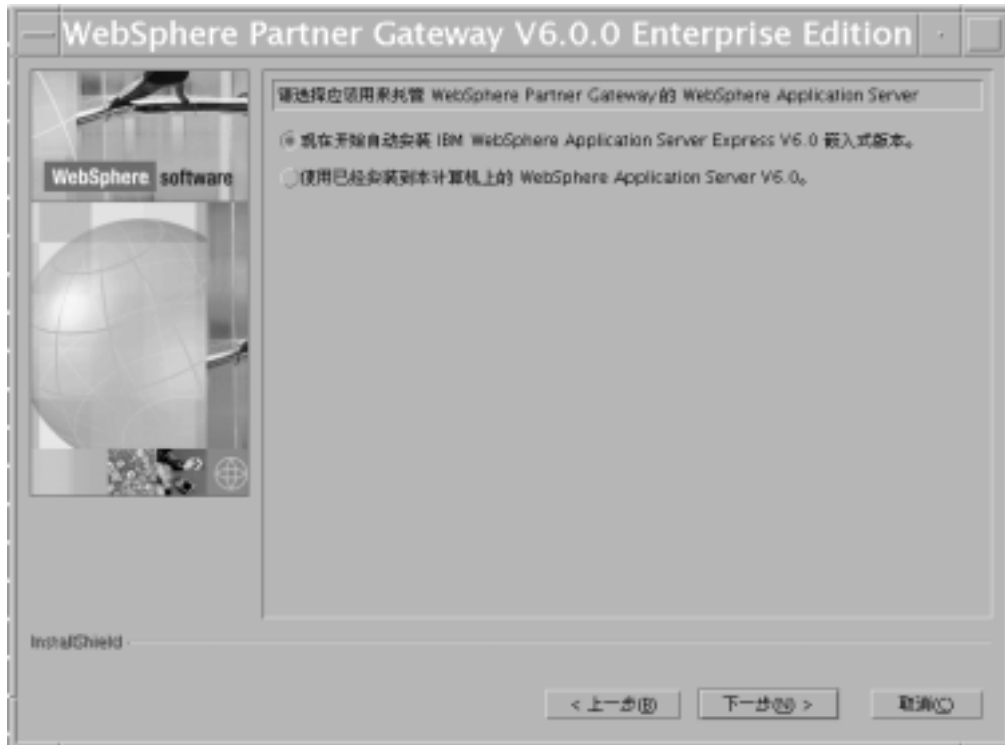 WebSphere Partner Gateway V6.0.0 Enterprise Edition
WebSphere software
请选择应该用来托管 WebSphere Partner Gateway 的 WebSphere Application Server
现在开始自动安装 IBM WebSphere Application Server Express V6.0 嵌入式版本。
使用已经安装到本计算机上的 WebSphere Application Server V6.0。
InstallShield
< 上一步(B)
下一步(N) >
取消(C)